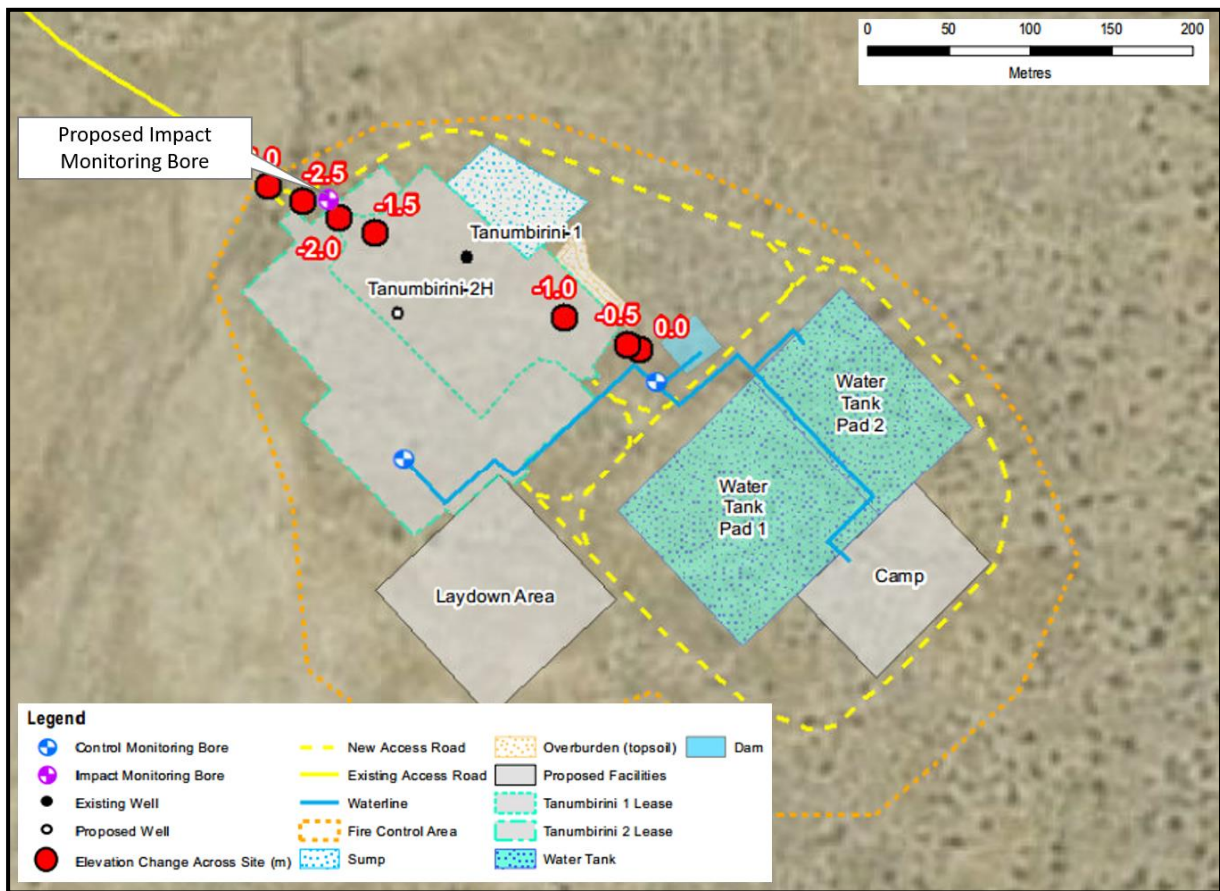 0 50 100 150 200
Metres
Proposed Impact
Monitoring Bore
-2.5
-1.5
-2.0
Tanumbirini-1
Tanumbirini-2H
-1.0
-0.5
0.0
Water
Tank
Pad 2
Water
Tank
Pad 1
Camp
Laydown Area
Legend
Control Monitoring Bore
Impact Monitoring Bore
Existing Well
Proposed Well
Elevation Change Across Site (m)
New Access Road
Existing Access Road
Waterline
Fire Control Area
Sump
Overburden (topsoil)
Proposed Facilities
Tanumbirini 1 Lease
Tanumbirini 2 Lease
Water Tank
Dam